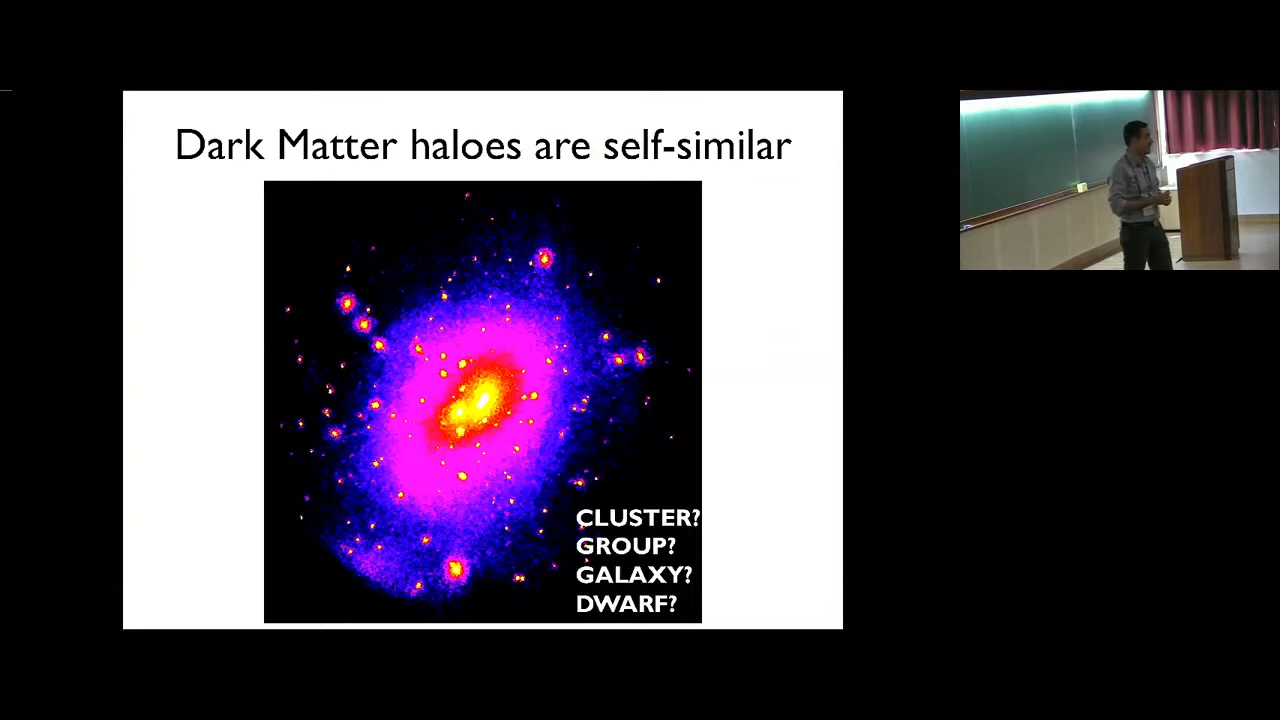 Dark Matter haloes are self-similar
CLUSTER?
GROUP?
GALAXY?
DWARF?